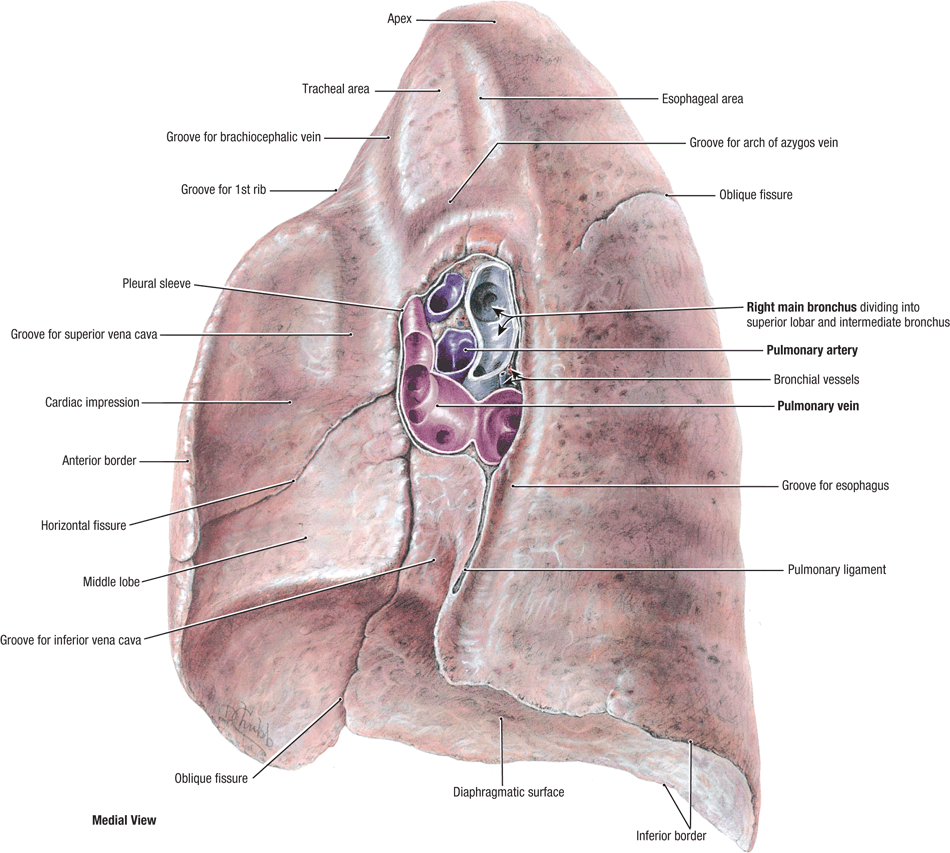 Apex
Tracheal area
Esophageal area
Groove for brachiocephalic vein
Groove for arch of azygos vein
Groove for 1st rib
Oblique fissure
Pleural sleeve
Right main bronchus dividing into
superior lobar and intermediate bronchus
Groove for superior vena cava
Pulmonary artery
Bronchial vessels
Cardiac impression
Pulmonary vein
Anterior border
Groove for esophagus
Horizontal fissure
Pulmonary ligament
Middle lobe
Groove for inferior vena cava
Oblique fissure
Diaphragmatic surface
Medial View
Inferior border